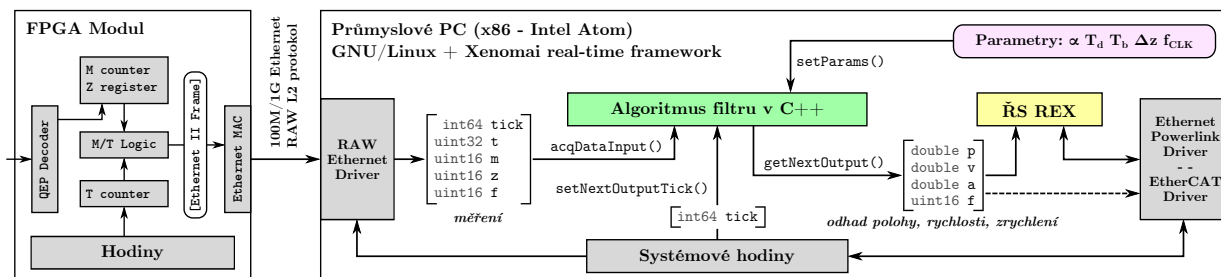 FPGA Modul
M counter
Z register
QEP Decoder
M/T Logic
T counter
[Ethernet II Frame]
Ethernet MAC
Hodiny
100M/1G Ethernet
RAW L2 protokol
Průmyslové PC (x86 - Intel Atom)
GNU/Linux + Xenomai real-time framework
Parametry: α T_d T_b Δz f_CLK
setParams()
Algoritmus filtru v C++
ŘS REX
RAW
Ethernet
Driver
int64 tick
uint32 t
uint16 m
uint16 z
uint16 f
měření
acqDataInput()
setNextOutputTick()
getNextOutput()
[int64 tick]
double p
double v
double a
uint16 f
odhad polohy, rychlosti, zrychlení
Ethernet
Powerlink
Driver
- -
EtherCAT
Driver
Systémové hodiny